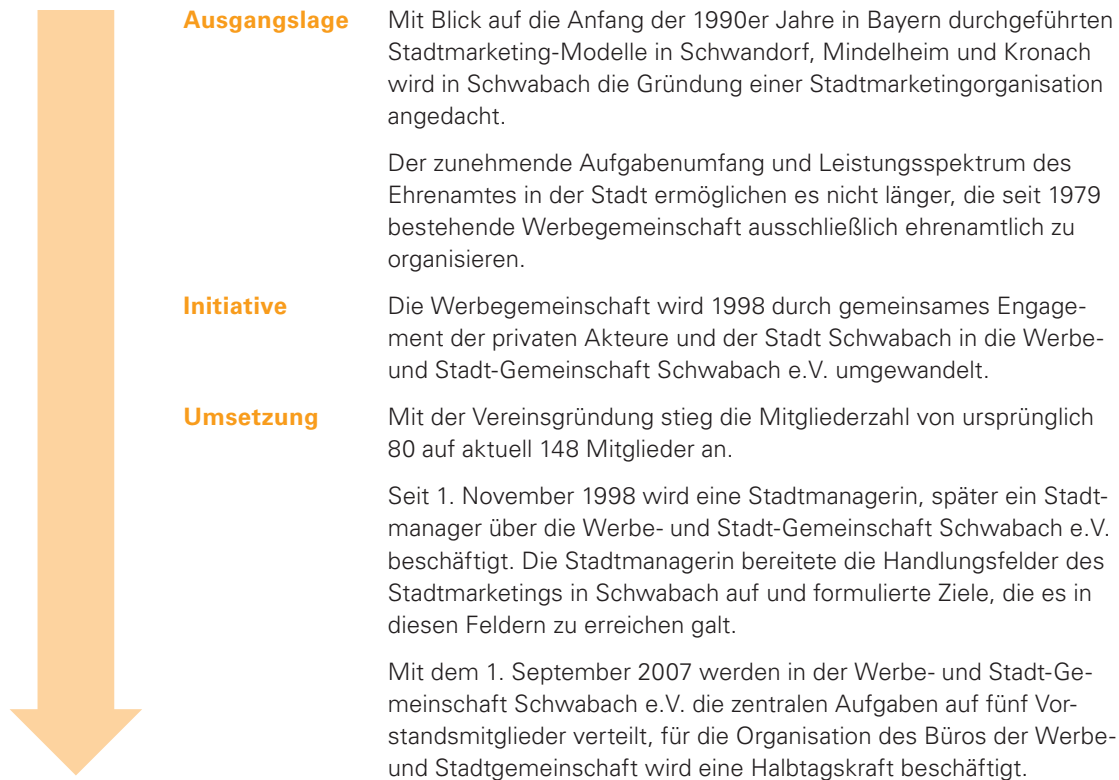 Ausgangslage Mit Blick auf die Anfang der 1990er Jahre in Bayern durchgeführten
Stadtmarketing-Modelle in Schwandorf, Mindelheim und Kronach
wird in Schwabach die Gründung einer Stadtmarketingorganisation
angedacht.
Der zunehmende Aufgabenumfang und Leistungsspektrum des
Ehrenamtes in der Stadt ermöglichen es nicht länger, die seit 1979
bestehende Werbegemeinschaft ausschließlich ehrenamtlich zu
organisieren.
Initiative Die Werbegemeinschaft wird 1998 durch gemeinsames Engage-
ment der privaten Akteure und der Stadt Schwabach in die Werbe-
und Stadt-Gemeinschaft Schwabach e.V. umgewandelt.
Umsetzung Mit der Vereinsgründung stieg die Mitgliederzahl von ursprünglich
80 auf aktuell 148 Mitglieder an.
Seit 1. November 1998 wird eine Stadtmanagerin, später ein Stadt-
manager über die Werbe- und Stadt-Gemeinschaft Schwabach e.V.
beschäftigt. Die Stadtmanagerin bereitete die Handlungsfelder des
Stadtmarketings in Schwabach auf und formulierte Ziele, die es in
diesen Feldern zu erreichen galt.
Mit dem 1. September 2007 werden in der Werbe- und Stadt-Ge-
meinschaft Schwabach e.V. die zentralen Aufgaben auf fünf Vor-
standsmitglieder verteilt, für die Organisation des Büros der Werbe-
und Stadtgemeinschaft wird eine Halbtagskraft beschäftigt.